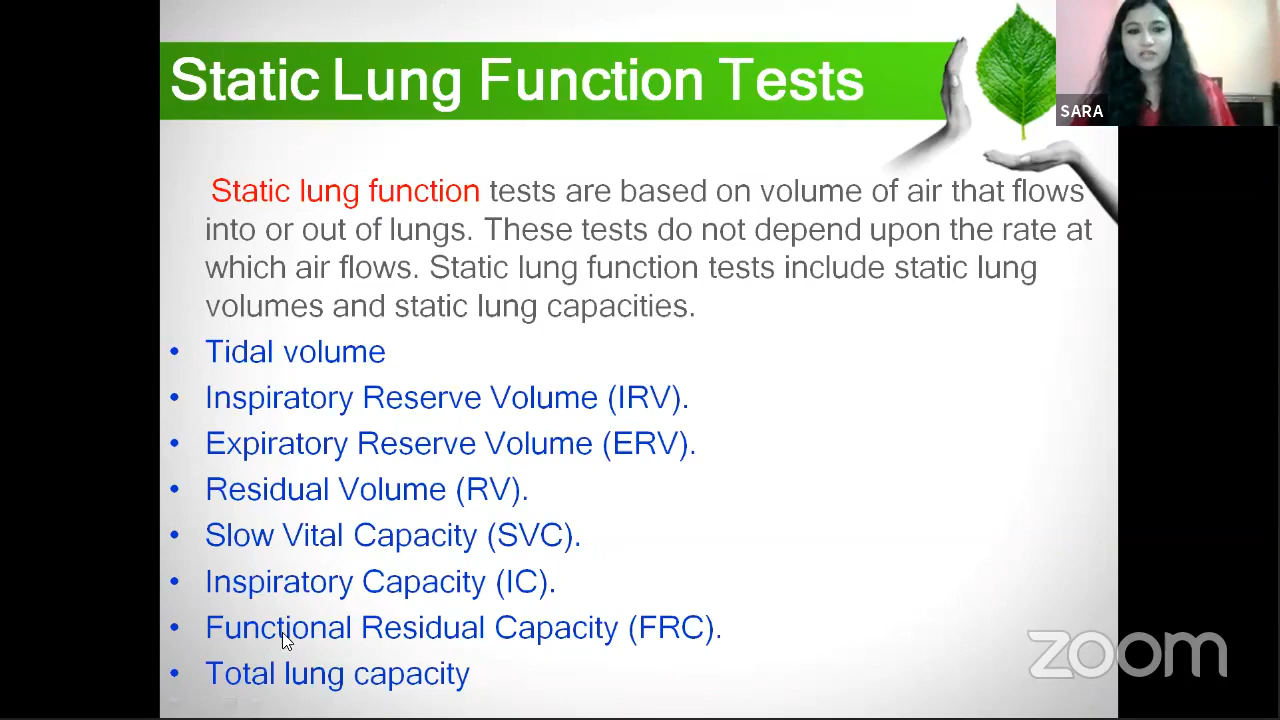 Static Lung Function Tests
SARA
Static lung function tests are based on volume of air that flows
into or out of lungs. These tests do not depend upon the rate at
which air flows. Static lung function tests include static lung
volumes and static lung capacities.
• Tidal volume
• Inspiratory Reserve Volume (IRV).
• Expiratory Reserve Volume (ERV).
• Residual Volume (RV).
• Slow Vital Capacity (SVC).
• Inspiratory Capacity (IC).
• Functional Residual Capacity (FRC).
• Total lung capacity
zoom